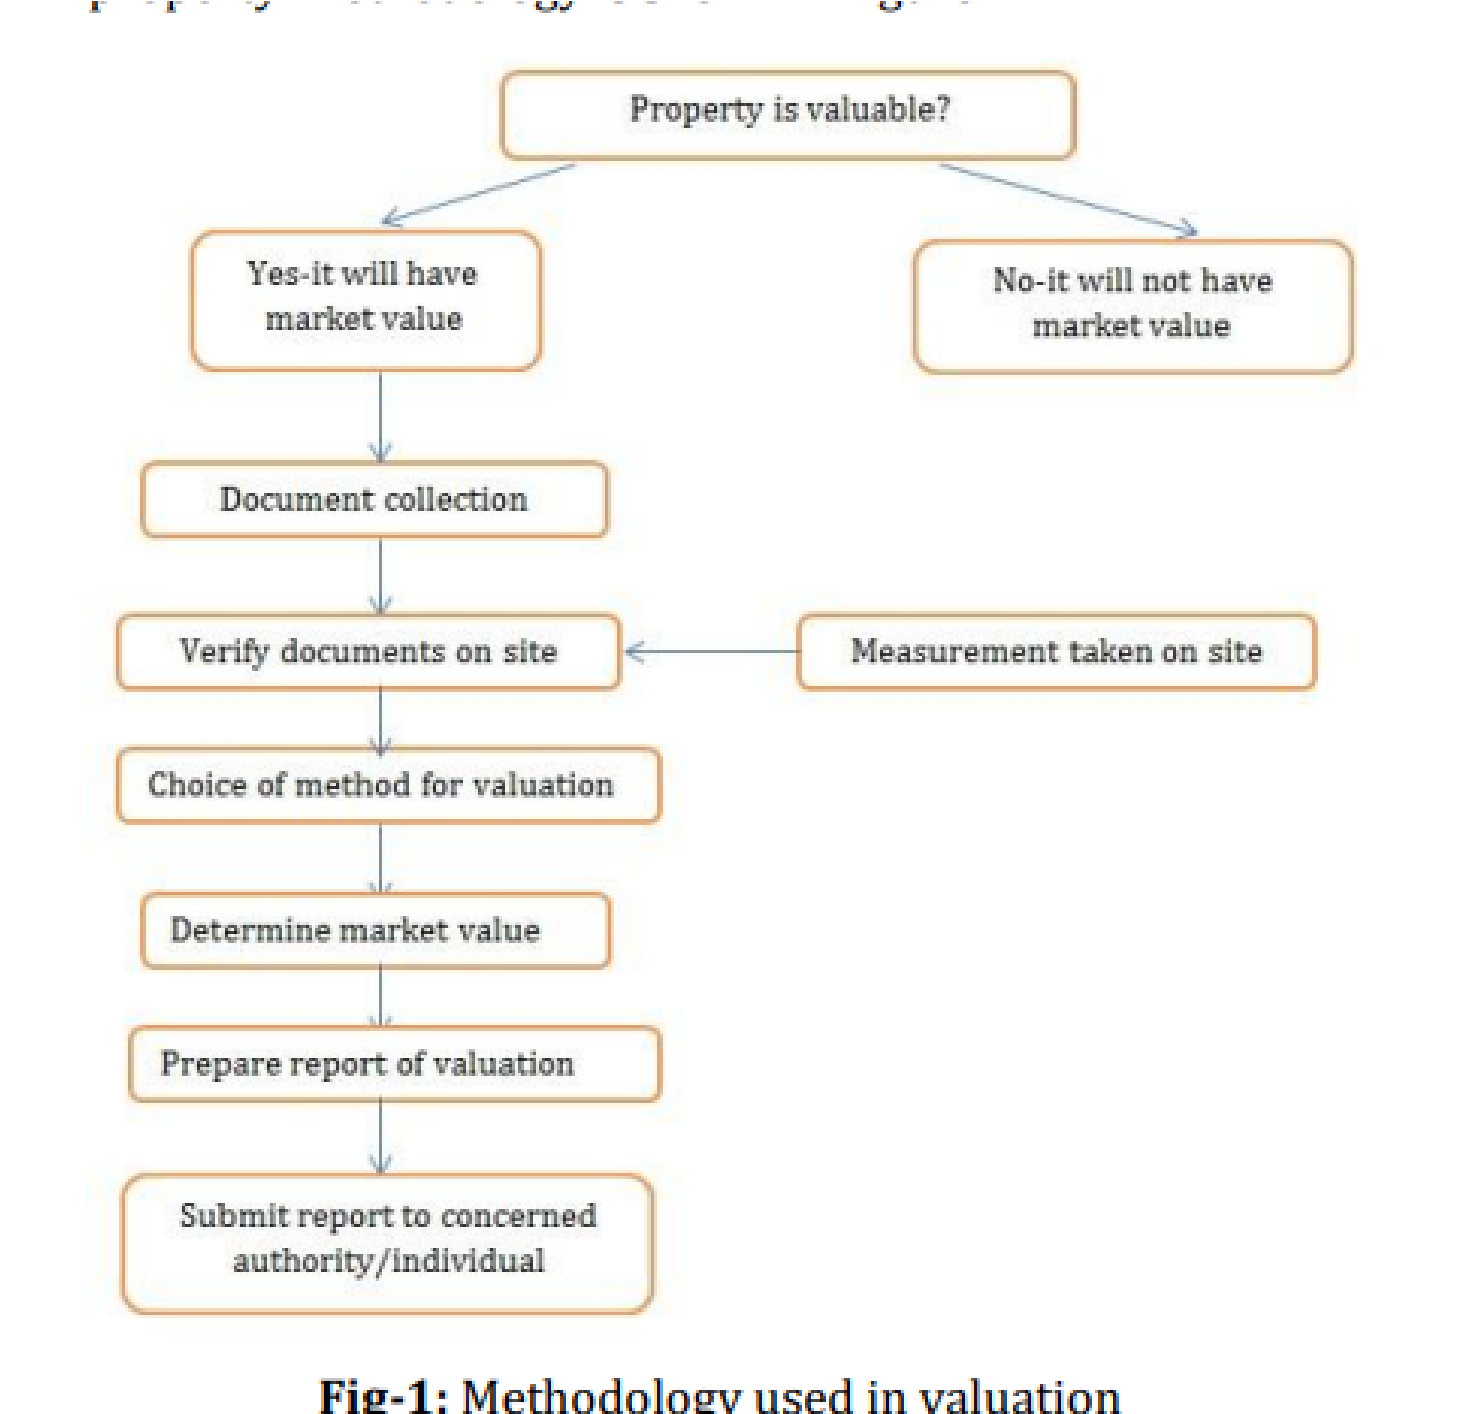 Property is valuable?
Yes-it will have
market value
No-it will not have
market value
Document collection
Verify documents on site
Measurement taken on site
Choice of method for valuation
Determine market value
Prepare report of valuation
Submit report to concerned
authority/individual
Fig-1: Methodology used in valuation